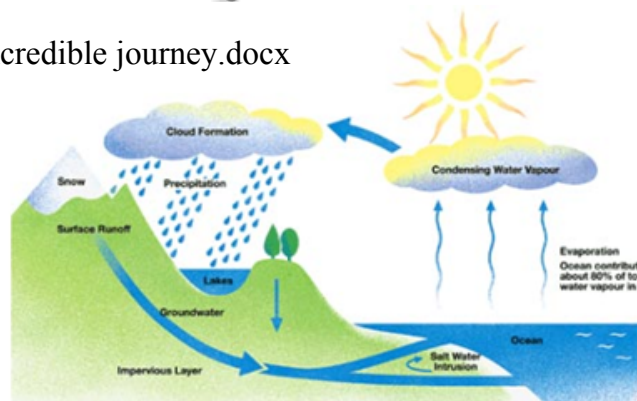 credible journey.docx
Cloud Formation
Condensing Water Vapour
Snow
Precipitation
Surface Runoff
Evaporation
Ocean contribut
about 80% of to
water vapour in
Lakes
Groundwater
Ocean
Salt Water
Intrusion
Impervious Layer